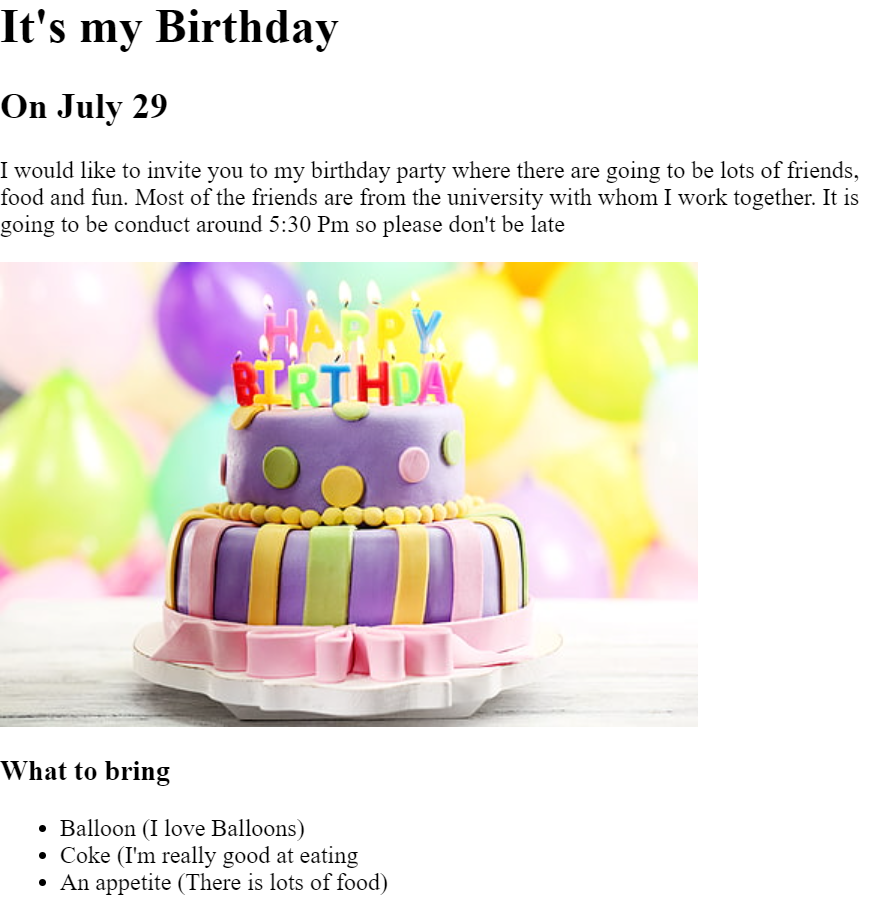 It's my Birthday
On July 29
I would like to invite you to my birthday party where there are going to be lots of friends,
food and fun. Most of the friends are from the university with whom I work together. It is
going to be conduct around 5:30 Pm so please don't be late
HAPPY
BIRTHDAY
What to bring
Balloon (I love Balloons)
Coke (I'm really good at eating
An appetite (There is lots of food)